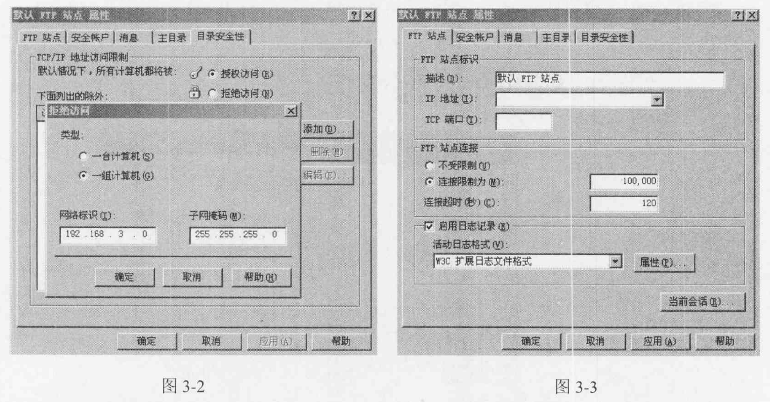 默认 FTP 站点 属性
FTP 站点 安全帐户 消息 主目录 目录安全性
TCP/IP 地址访问限制
默认情况下，所有计算机都将被:
授权访问(R)
拒绝访问(N)
下面列出的除外:
拒绝访问
类型:
一台计算机(S)
一组计算机(G)
网络标识(I):
子网掩码(M):
192 .168 . 3 . 0
255 .255 .255 . 0
确定 取消 帮助(H)
添加(D)
删除(M)
编辑(T)...
确定 取消 应用(A) 帮助
图 3-2
默认 FTP 站点 属性
FTP 站点 安全帐户 消息 主目录 目录安全性
FTP 站点标识
描述(D): 默认 FTP 站点
IP 地址(I):
TCP 端口(T):
FTP 站点连接
不受限制(U)
连接限制为(M): 100,000
连接超时(秒)(C): 120
启用日志记录(E)
活动日志格式(V):
W3C 扩展日志文件格式
属性(P)...
当前会话(R)...
确定 取消 应用(A) 帮助
图 3-3